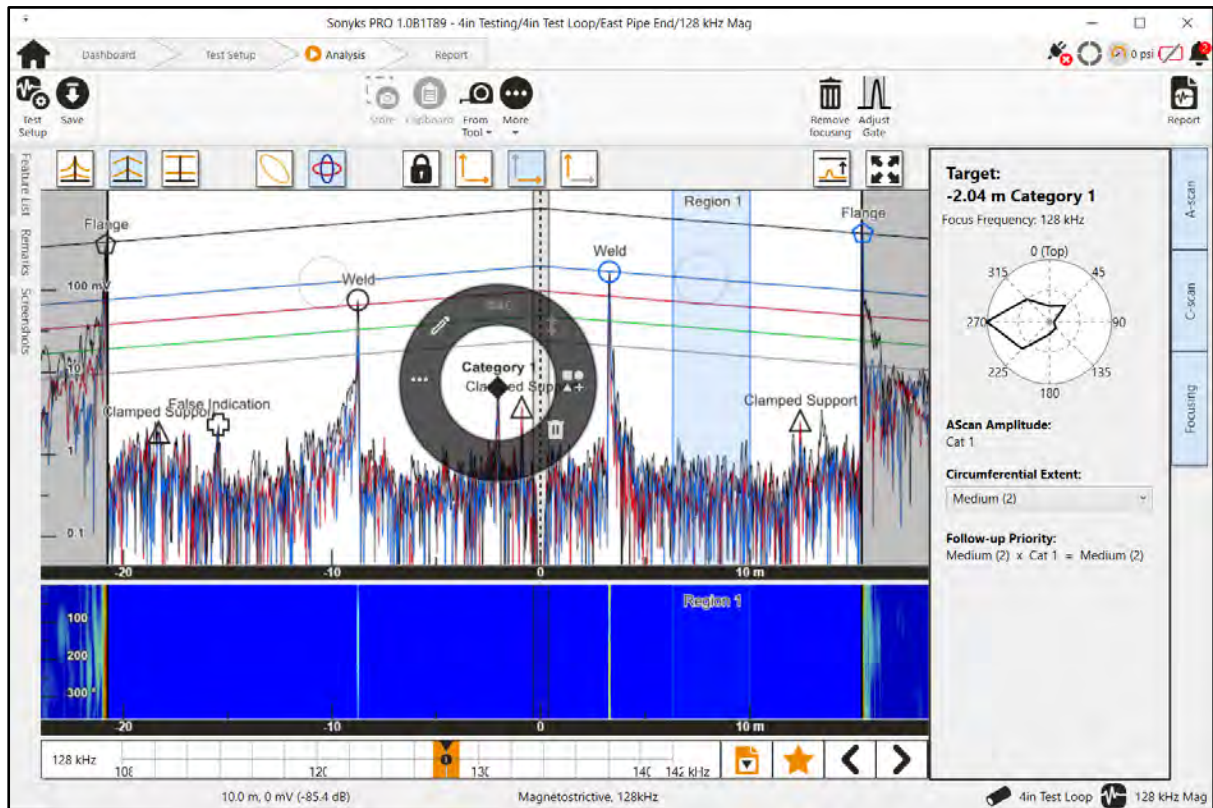 Sonyks PRO 1.0B1T89 - 4in Testing/4in Test Loop/East Pipe End/128 kHz Mag
Dashboard
Test Setup
Analysis
Report
0 psi
2
Test Setup
Save
Store
Clipboard
From Tool
More
Remove focusing
Adjust Gate
Report
Feature List
Remarks
Screenshots
Region 1
Flange
Flange
Weld
Weld
100 mV
10
1
0.1
Category 1
Clamped Supp
Clamped Support
False Indication
Clamped Support
-20
-10
0
10 m
Region 1
100
200
300 °
-20
-10
0
10 m
128 kHz
12
13
14
142 kHz
10.0 m, 0 mV (-85.4 dB)
Magnetostrictive, 128kHz
4in Test Loop
128 kHz Mag
Target:
-2.04 m Category 1
Focus Frequency: 128 kHz
0 (Top)
315
45
270
90
225
135
180
AScan Amplitude:
Cat 1
Circumferential Extent:
Medium (2)
Follow-up Priority:
Medium (2) x Cat 1 = Medium (2)
A-scan
C-scan
Focusing